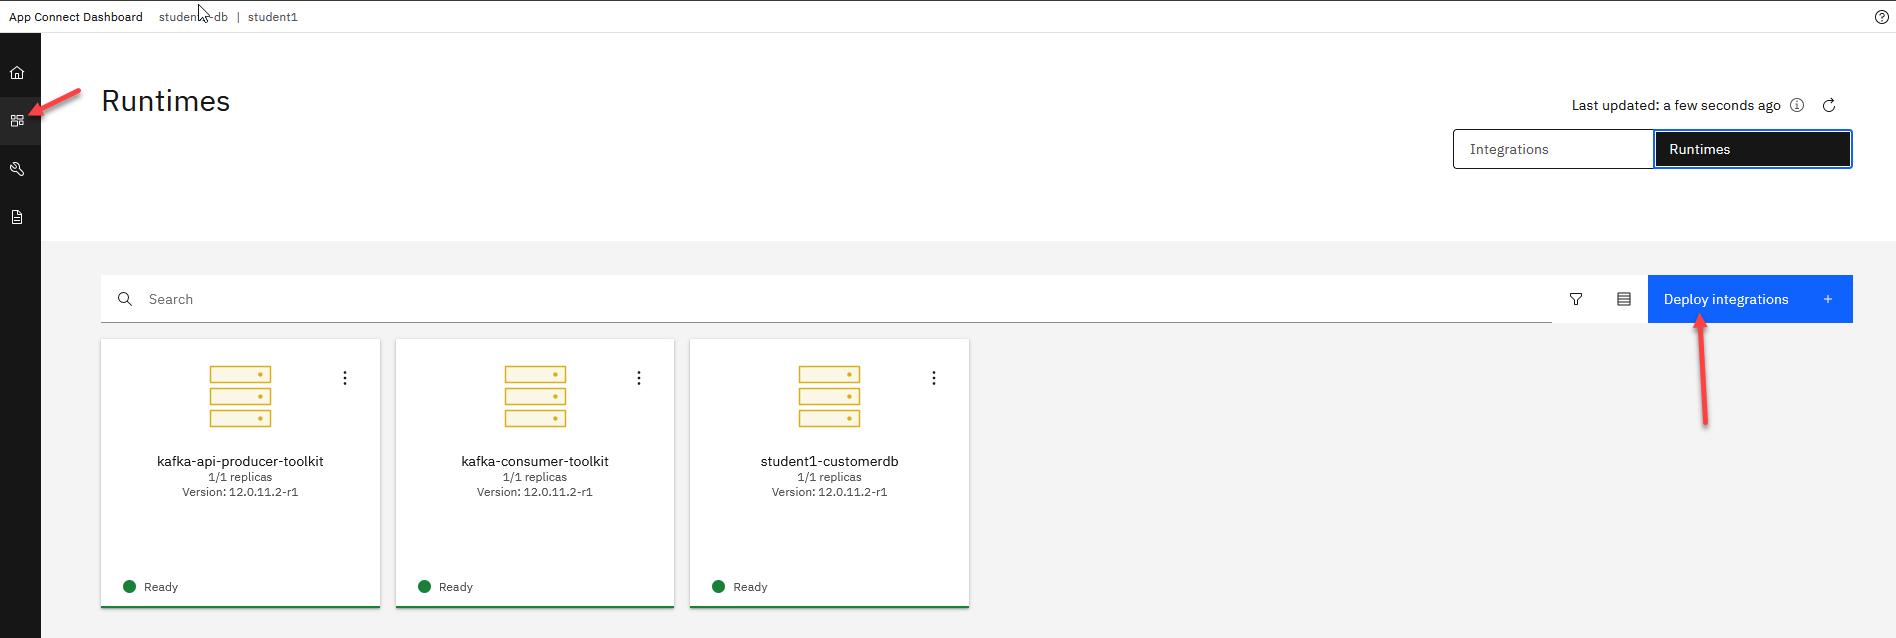 App Connect Dashboard student-db | student1
Runtimes
Last updated: a few seconds ago
Integrations Runtimes
Search Deploy integrations +
kafka-api-producer-toolkit
1/1 replicas
Version: 12.0.11.2-r1
Ready
kafka-consumer-toolkit
1/1 replicas
Version: 12.0.11.2-r1
Ready
student1-customerdb
1/1 replicas
Version: 12.0.11.2-r1
Ready